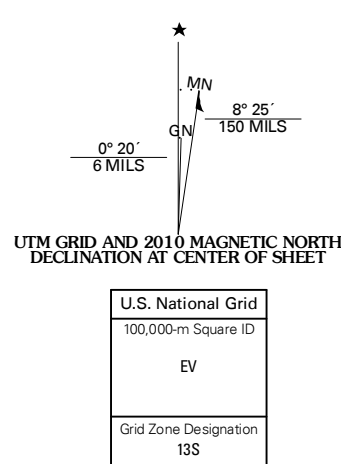 MN
8° 25´
150 MILS
GN
0° 20´
6 MILS
UTM GRID AND 2010 MAGNETIC NORTH
DECLINATION AT CENTER OF SHEET
U.S. National Grid
100,000-m Square ID
EV
Grid Zone Designation
13S